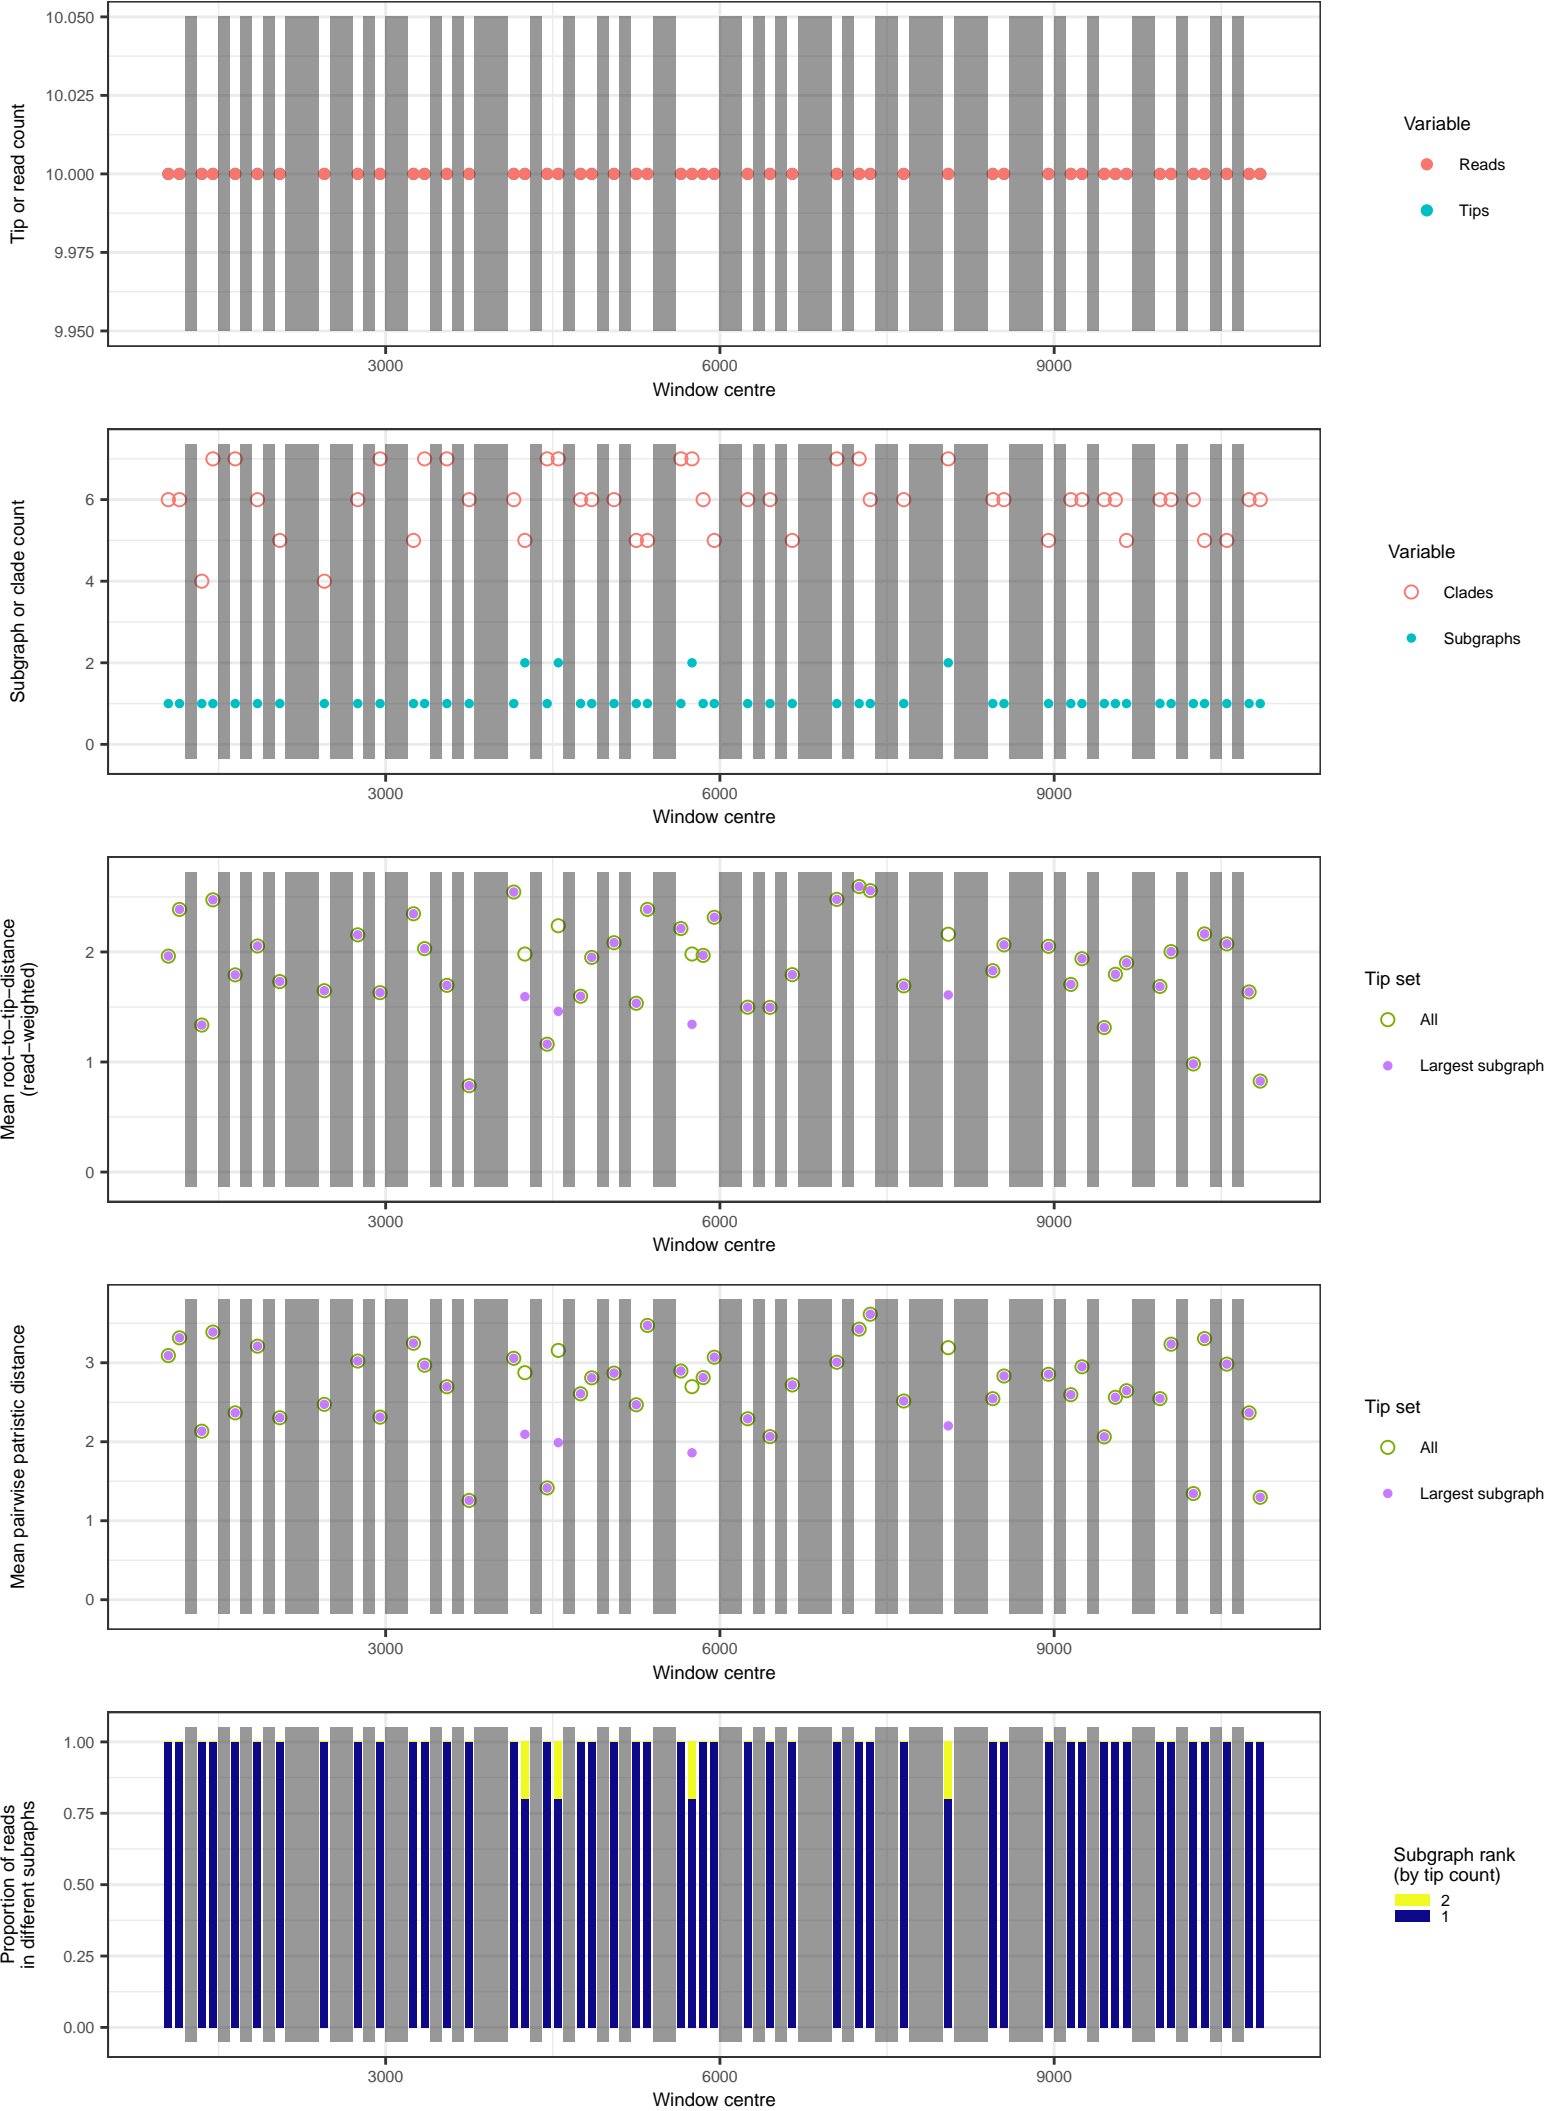 10.050
10.025
10.000
9.975
9.950
Tip or read count
3000
6000
9000
Window centre
Variable
Reads
Tips
6
4
2
0
Subgraph or clade count
3000
6000
9000
Window centre
Variable
Clades
Subgraphs
2
1
0
Mean root−to−tip−distance
(read−weighted)
3000
6000
9000
Window centre
Tip set
All
Largest subgraph
3
2
1
0
Mean pairwise patristic distance
3000
6000
9000
Window centre
Tip set
All
Largest subgraph
1.00
0.75
0.50
0.25
0.00
Proportion of reads
in different subraphs
3000
6000
9000
Window centre
Subgraph rank
(by tip count)
2
1